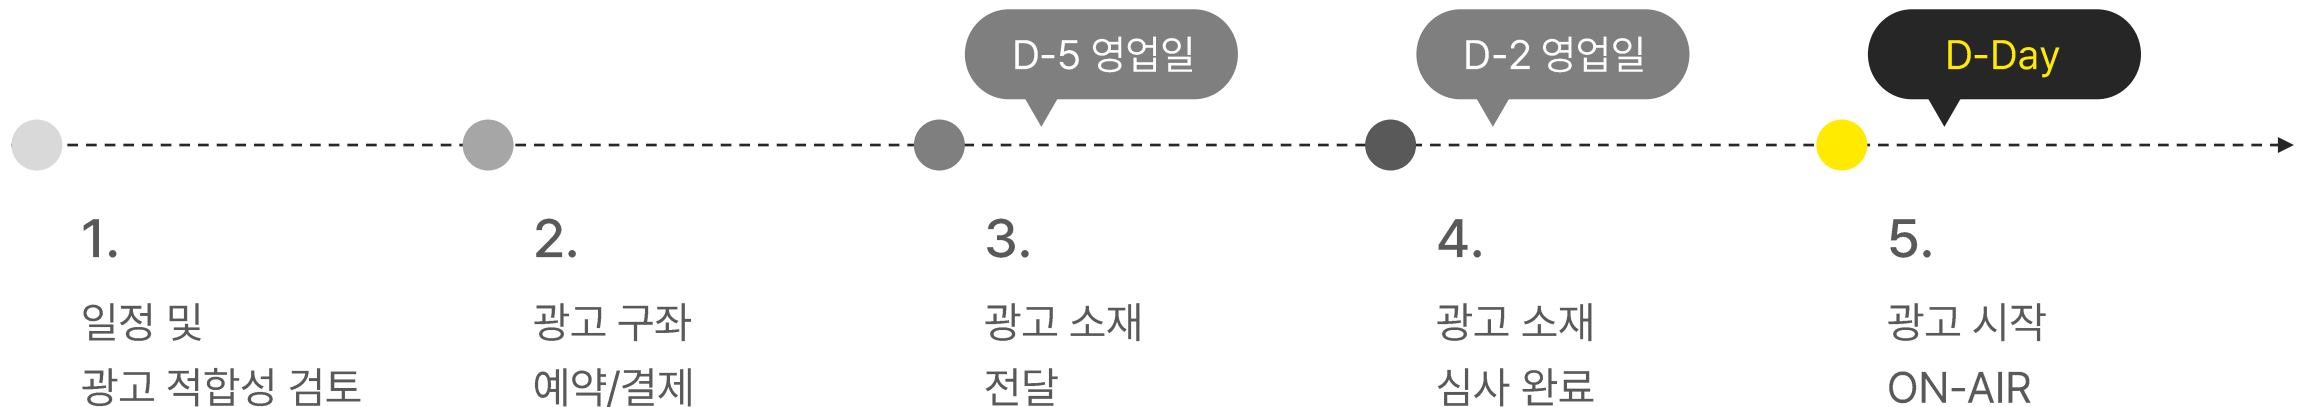 D-5 영업일
D-2 영업일
D-Day
1.
일정 및
광고 적합성 검토
2.
광고 구좌
예약/결제
3.
광고 소재
전달
4.
광고 소재
심사 완료
5.
광고 시작
ON-AIR